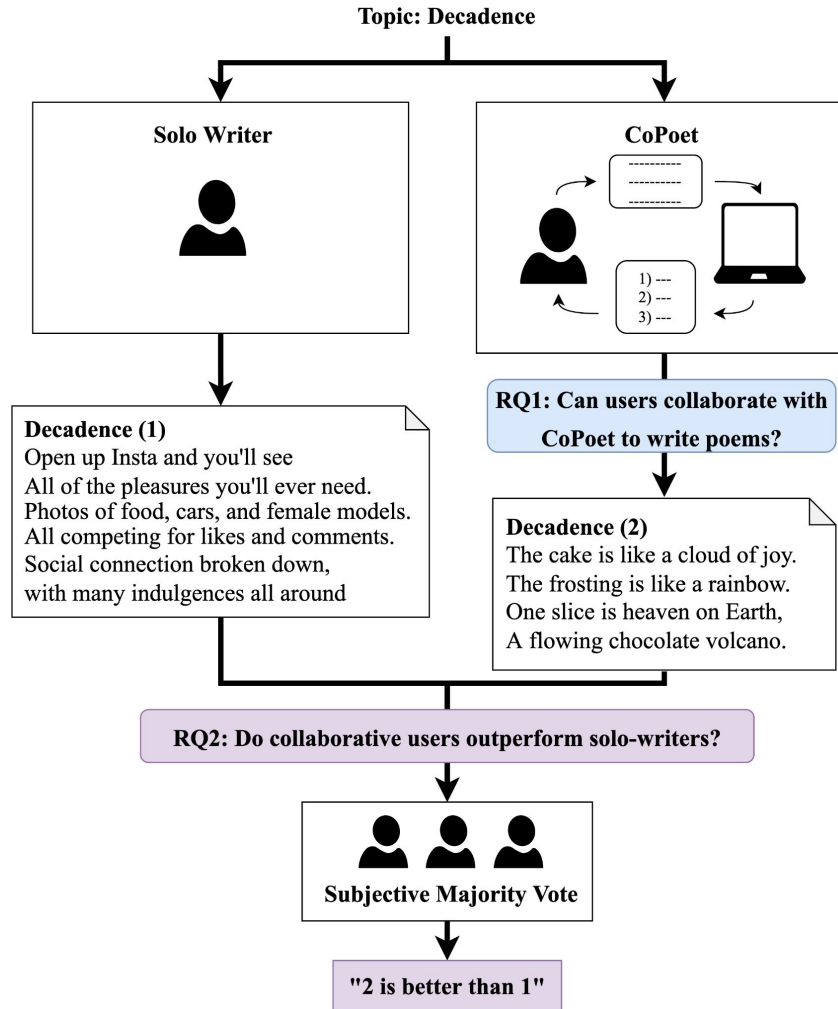 Topic: Decadence
Solo Writer
CoPoet
----------
----------
----------
1) ---
2) ---
3) ---
RQ1: Can users collaborate with
CoPoet to write poems?
Decadence (1)
Open up Insta and you'll see
All of the pleasures you'll ever need.
Photos of food, cars, and female models.
All competing for likes and comments.
Social connection broken down,
with many indulgences all around
Decadence (2)
The cake is like a cloud of joy.
The frosting is like a rainbow.
One slice is heaven on Earth,
A flowing chocolate volcano.
RQ2: Do collaborative users outperform solo-writers?
Subjective Majority Vote
"2 is better than 1"